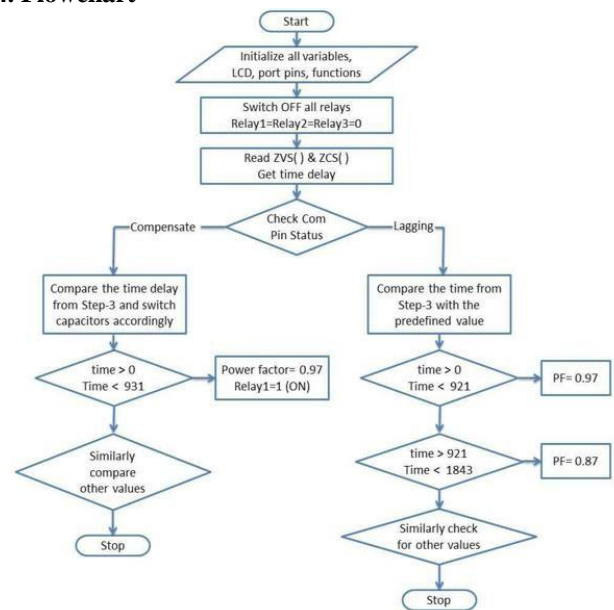 4. Flowchart
Start
Initialize all variables,
LCD, port pins, functions
Switch OFF all relays
Relay1=Relay2=Relay3=0
Read ZVS( ) & ZCS( )
Get time delay
Check Com
Pin Status
Compensate
Lagging
Compare the time delay
from Step-3 and switch
capacitors accordingly
time > 0
Time < 931
Power factor= 0.97
Relay1=1 (ON)
Similarly
compare
other values
Stop
Compare the time from
Step-3 with the
predefined value
time > 0
Time < 921
PF= 0.97
time > 921
Time < 1843
PF= 0.87
Similarly check
for other values
Stop